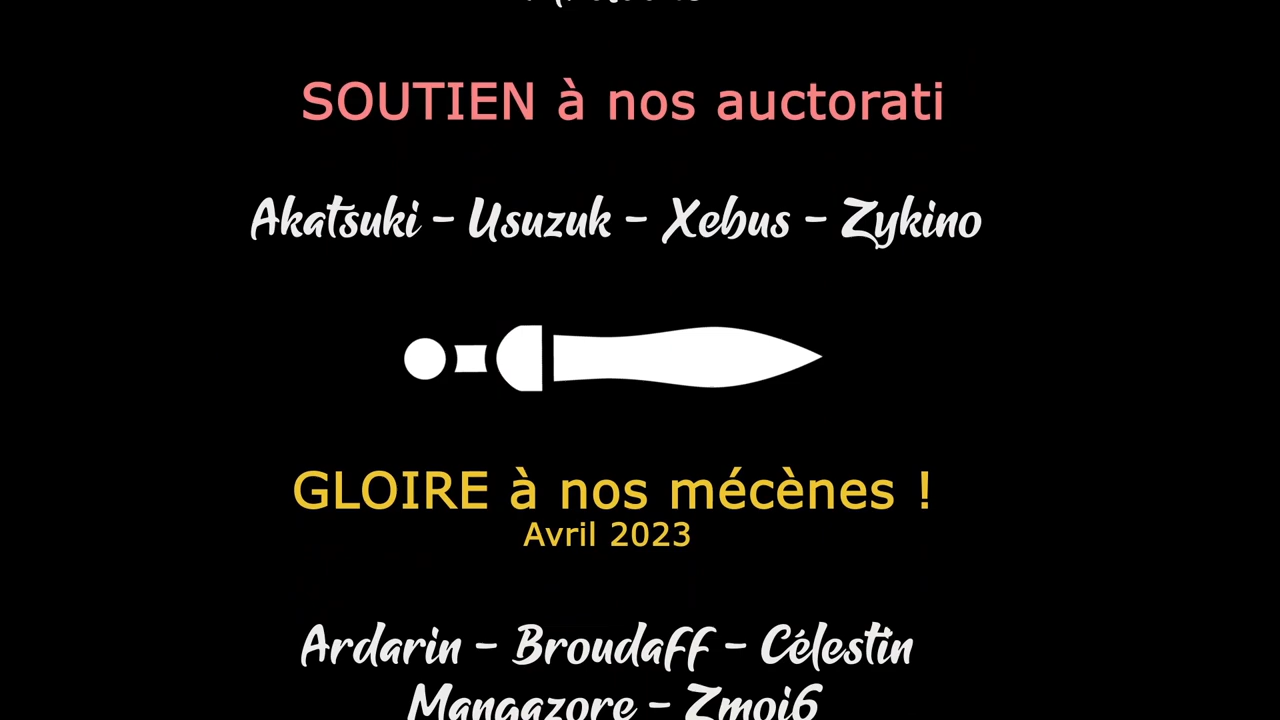 SOUTIEN à nos auctorati
Akatsuki - Usuzuk - Xebus - Zykino
GLOIRE à nos mécènes !
Avril 2023
Ardarin - Broudaff - Célestin
Mangazore - Zmoi6